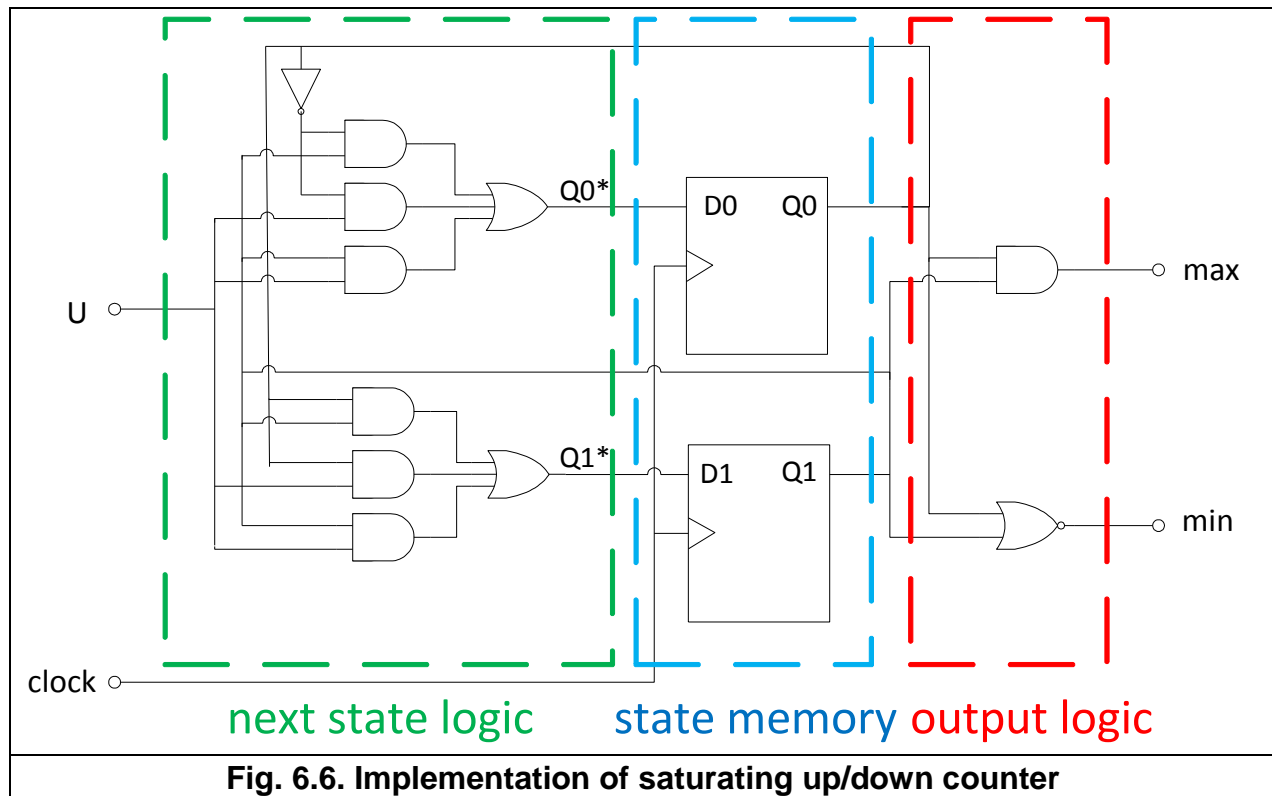 Q0*
D0 Q0
max
U
Q1*
D1 Q1
min
clock
next state logic state memory output logic
Fig. 6.6. Implementation of saturating up/down counter